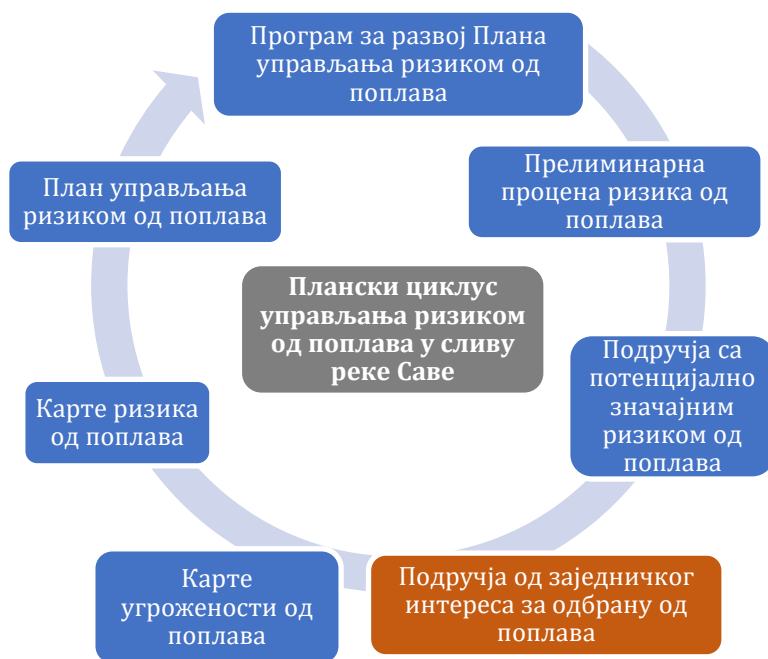 Програм за развој Плана
управљања ризиком од
поплава
Прелиминарна
процена ризика од
поплава
Подручја са
потенцијално
значајним
ризиком од
поплава
Подручја од заједничког
интереса за одбрану од
поплава
Карте
угрожености од
поплава
Карте ризика
од поплава
План управљања
ризиком од поплава
Плански циклус
управљања ризиком
од поплава у сливу
реке Саве